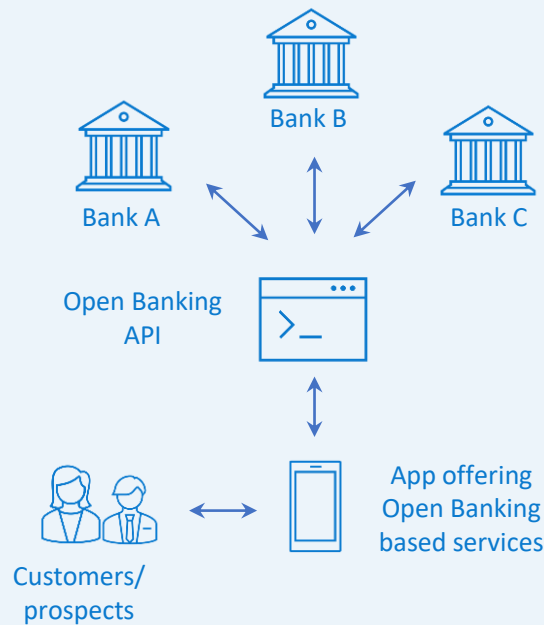 Bank B
Bank A
Bank C
Open Banking
API
>_
App offering
Open Banking
based services
Customers/
prospects